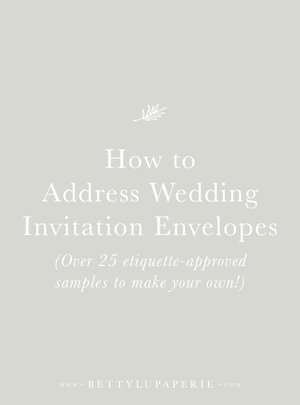 How to
Address Wedding
Invitation Envelopes
(Over 25 etiquette-approved
samples to make your own!)
WWW · BETTYLUPAPERIE · COM